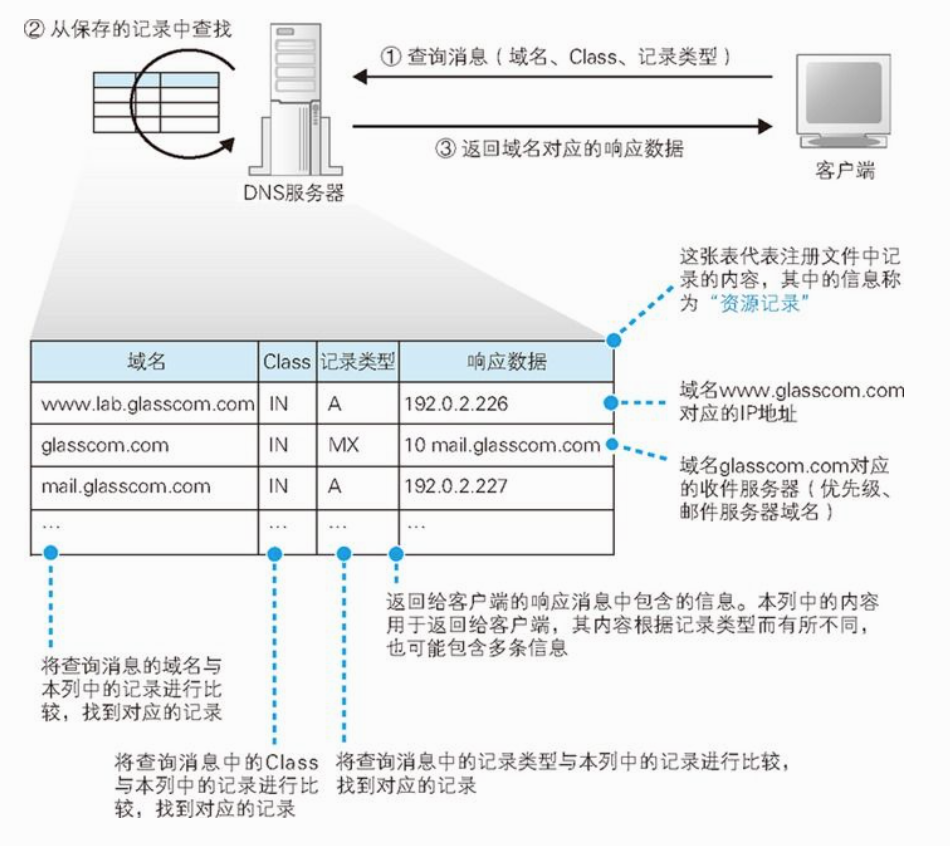 ② 从保存的记录中查找
① 查询消息（域名、Class、记录类型）
③ 返回域名对应的响应数据
DNS服务器
客户端
这张表代表注册文件中记
录的内容，其中的信息称
为“资源记录”
域名 Class 记录类型 响应数据
www.lab.glasscom.com IN A 192.0.2.226
glasscom.com IN MX 10 mail.glasscom.com
mail.glasscom.com IN A 192.0.2.227
… … … …
域名www.glasscom.com
对应的IP地址
域名glasscom.com对应
的收件服务器（优先级、
邮件服务器域名）
返回给客户端的响应消息中包含的信息。本列中的内容
用于返回给客户端，其内容根据记录类型而有所不同，
也可能包含多条信息
将查询消息的域名与
本列中的记录进行比
较，找到对应的记录
将查询消息中的Class
与本列中的记录进行比
较，找到对应的记录
将查询消息中的记录类型与本列中的记录进行比较，
找到对应的记录